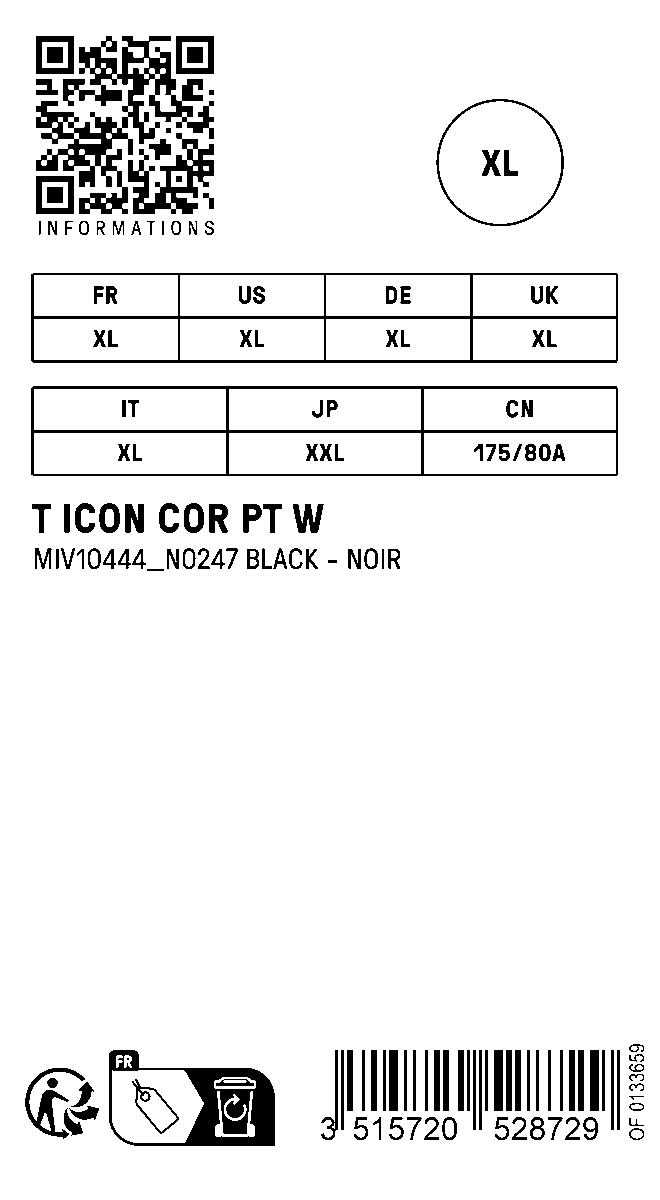 INFORMATIONS
XL
FR US DE UK
XL XL XL XL
IT JP CN
XL XXL 175/80A
T ICON COR PT W
MIV10444_N0247 BLACK - NOIR
FR
3 515720 528729
OF 0133659